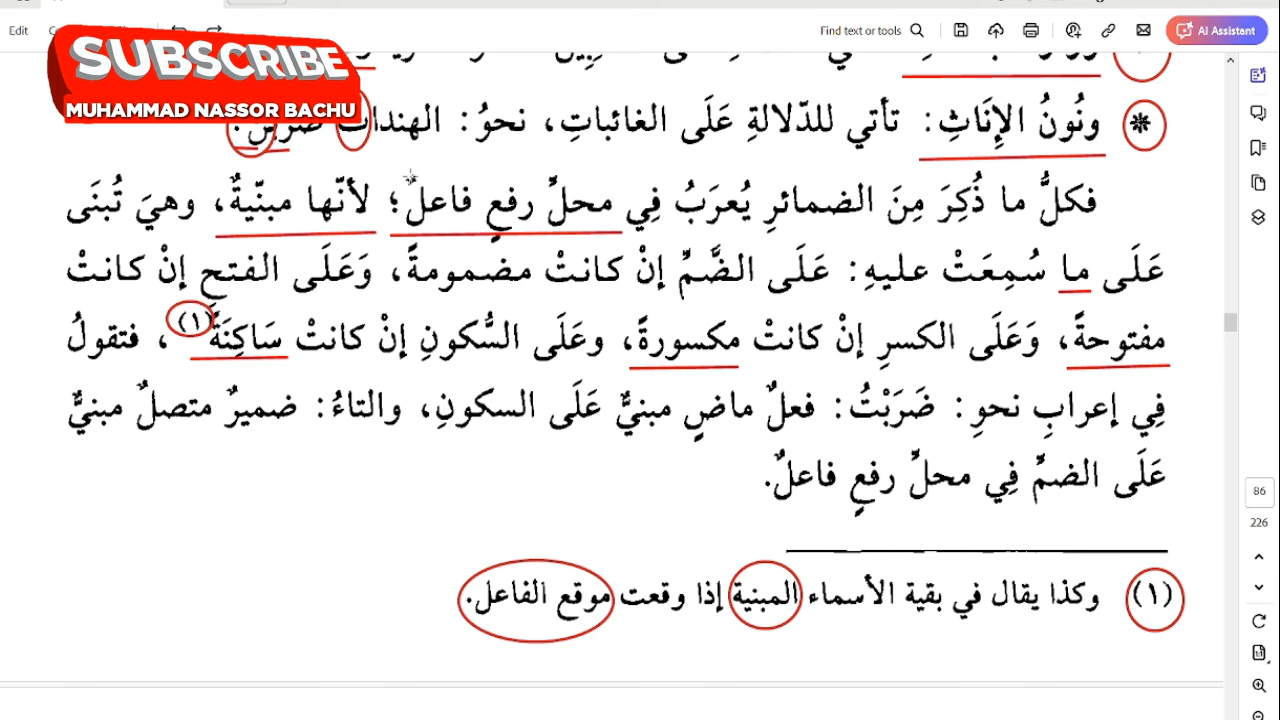 Edit
Find text or tools
AI Assistant
SUBSCRIBE
MUHAMMAD NASSOR BACHU
* ونُونُ الإِنَاثِ: تأتي للدّلالةِ عَلَى الغائباتِ، نحوُ: الهندات
فكلُّ ما ذُكِرَ مِنَ الضمائرِ يُعرَبُ فِي محلِّ رفعٍ فاعلٌ؛ لأنّها مبنّيةٌ، وهيَ تُبنَى
عَلَى ما سُمِعَتْ عليهِ: عَلَى الضَّمِّ إنْ كانتْ مضمومةً، وَعَلَى الفتحِ إنْ كانتْ
مفتوحةً، وَعَلَى الكسرِ إنْ كانتْ مكسورةً، وعَلَى السُّكونِ إنْ كانتْ سَاكِنَةً (١)، فتقولُ
فِي إعرابِ نحوِ: ضَرَبْتُ: فعلٌ ماضٍ مبنيٌّ عَلَى السكونِ، والتاءُ: ضميرٌ متصلٌ مبنيٌّ
عَلَى الضمِّ فِي محلِّ رفعٍ فاعلٌ.
(١) وكذا يقال في بقية الأسماء المبنية إذا وقعت موقع الفاعل.
86
226